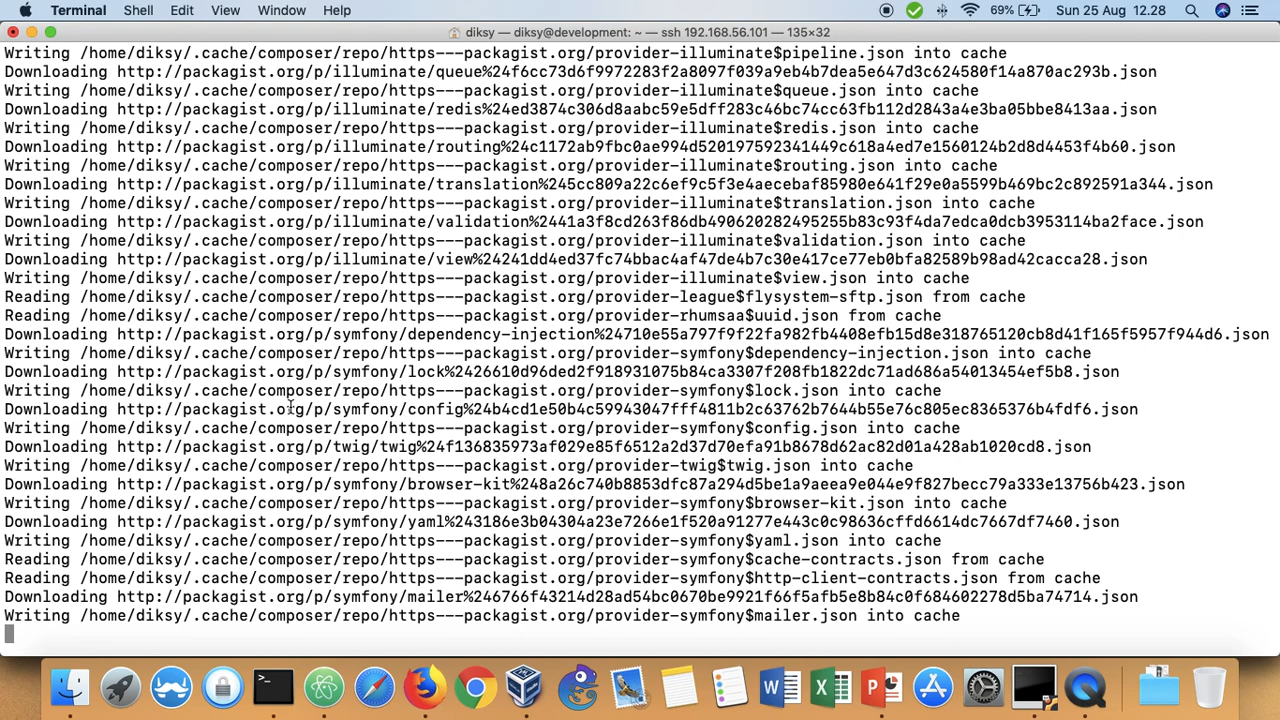 Terminal Shell Edit View Window Help 69% Sun 25 Aug 12.28
diksy — diksy@development: ~ — ssh 192.168.56.101 — 135×32
Writing /home/diksy/.cache/composer/repo/https---packagist.org/provider-illuminate$pipeline.json into cache
Downloading http://packagist.org/p/illuminate/queue%24f6cc73d6f9972283f2a8097f039a9eb4b7dea5e647d3c624580f14a870ac293b.json
Writing /home/diksy/.cache/composer/repo/https---packagist.org/provider-illuminate$queue.json into cache
Downloading http://packagist.org/p/illuminate/redis%24ed3874c306d8aabc59e5dff283c46bc74cc63fb112d2843a4e3ba05bbe8413aa.json
Writing /home/diksy/.cache/composer/repo/https---packagist.org/provider-illuminate$redis.json into cache
Downloading http://packagist.org/p/illuminate/routing%24c1172ab9fbc0ae994d520197592341449c618a4ed7e1560124b2d8d4453f4b60.json
Writing /home/diksy/.cache/composer/repo/https---packagist.org/provider-illuminate$routing.json into cache
Downloading http://packagist.org/p/illuminate/translation%245cc809a22c6ef9c5f3e4aecebaf85980e641f29e0a5599b469bc2c892591a344.json
Writing /home/diksy/.cache/composer/repo/https---packagist.org/provider-illuminate$translation.json into cache
Downloading http://packagist.org/p/illuminate/validation%2441a3f8cd263f86db490620282495255b83c93f4da7edca0dcb3953114ba2face.json
Writing /home/diksy/.cache/composer/repo/https---packagist.org/provider-illuminate$validation.json into cache
Downloading http://packagist.org/p/illuminate/view%24241dd4ed37fc74bbac4af47de4b7c30e417ce77eb0bfa82589b98ad42cacca28.json
Writing /home/diksy/.cache/composer/repo/https---packagist.org/provider-illuminate$view.json into cache
Reading /home/diksy/.cache/composer/repo/https---packagist.org/provider-league$flysystem-sftp.json from cache
Reading /home/diksy/.cache/composer/repo/https---packagist.org/provider-rhumsaa$uuid.json from cache
Downloading http://packagist.org/p/symfony/dependency-injection%24710e55a797f9f22fa982fb4408efb15d8e318765120cb8d41f165f5957f944d6.json
Writing /home/diksy/.cache/composer/repo/https---packagist.org/provider-symfony$dependency-injection.json into cache
Downloading http://packagist.org/p/symfony/lock%2426610d96ded2f918931075b84ca3307f208fb1822dc71ad686a54013454ef5b8.json
Writing /home/diksy/.cache/composer/repo/https---packagist.org/provider-symfony$lock.json into cache
Downloading http://packagist.org/p/symfony/config%24b4cd1e50b4c59943047fff4811b2c63762b7644b55e76c805ec8365376b4fdf6.json
Writing /home/diksy/.cache/composer/repo/https---packagist.org/provider-symfony$config.json into cache
Downloading http://packagist.org/p/twig/twig%24f136835973af029e85f6512a2d37d70efa91b8678d62ac82d01a428ab1020cd8.json
Writing /home/diksy/.cache/composer/repo/https---packagist.org/provider-twig$twig.json into cache
Downloading http://packagist.org/p/symfony/browser-kit%248a26c740b8853dfc87a294d5be1a9aeea9e044e9f827becc79a333e13756b423.json
Writing /home/diksy/.cache/composer/repo/https---packagist.org/provider-symfony$browser-kit.json into cache
Downloading http://packagist.org/p/symfony/yaml%243186e3b04304a23e7266e1f520a91277e443c0c98636cffd6614dc7667df7460.json
Writing /home/diksy/.cache/composer/repo/https---packagist.org/provider-symfony$yaml.json into cache
Reading /home/diksy/.cache/composer/repo/https---packagist.org/provider-symfony$cache-contracts.json from cache
Reading /home/diksy/.cache/composer/repo/https---packagist.org/provider-symfony$http-client-contracts.json from cache
Downloading http://packagist.org/p/symfony/mailer%246766f43214d28ad54bc0670be9921f66f5afb5e8b84c0f684602278d5ba74714.json
Writing /home/diksy/.cache/composer/repo/https---packagist.org/provider-symfony$mailer.json into cache